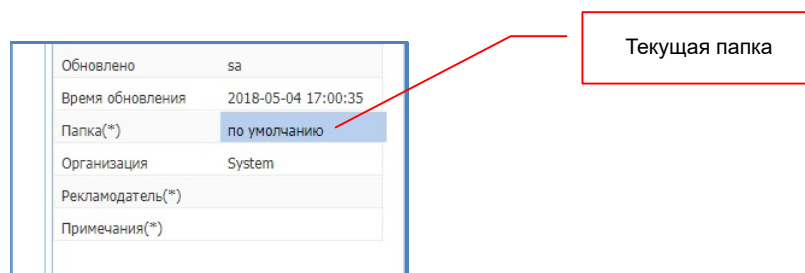 Текущая папка
Обновлено sa
Время обновления 2018-05-04 17:00:35
Папка(*) по умолчанию
Организация System
Рекламодатель(*)
Примечания(*)